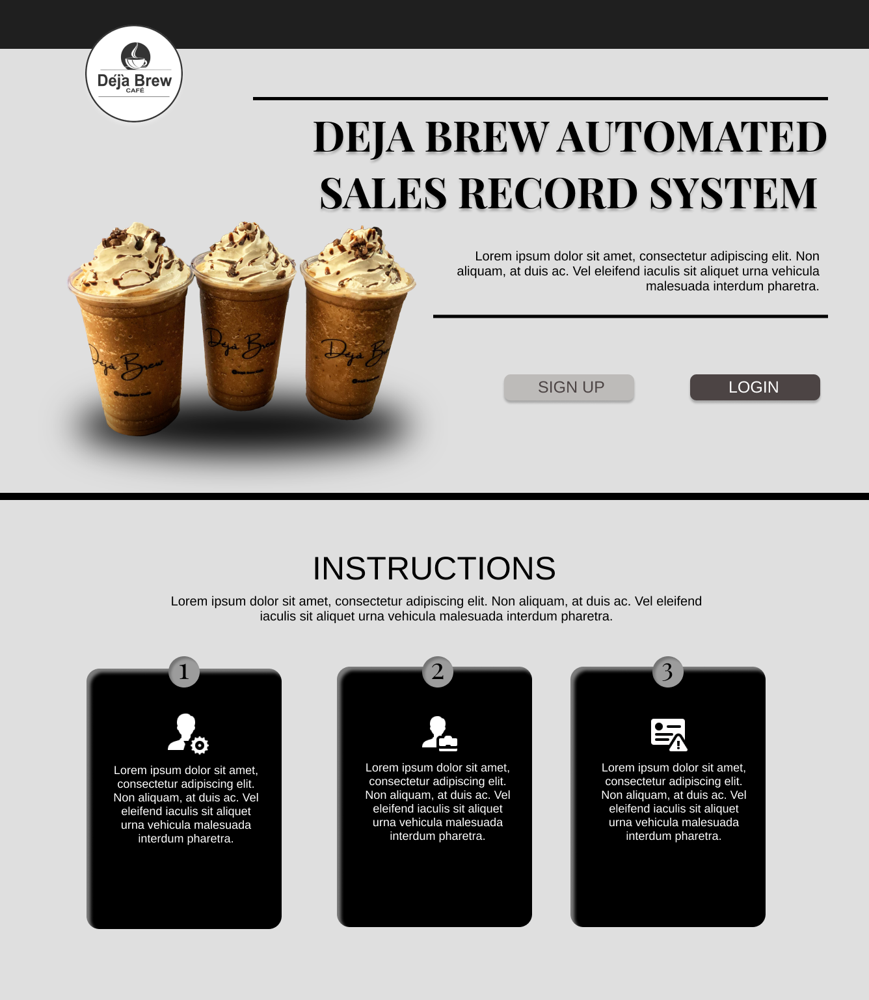 Déjà Brew
CAFÉ
DEJA BREW AUTOMATED
SALES RECORD SYSTEM
Lorem ipsum dolor sit amet, consectetur adipiscing elit. Non
aliquam, at duis ac. Vel eleifend iaculis sit aliquet urna vehicula
malesuada interdum pharetra.
Déjà Brew
Déjà Brew
Déjà Br
SIGN UP
LOGIN
INSTRUCTIONS
Lorem ipsum dolor sit amet, consectetur adipiscing elit. Non aliquam, at duis ac. Vel eleifend
iaculis sit aliquet urna vehicula malesuada interdum pharetra.
1
Lorem ipsum dolor sit amet,
consectetur adipiscing elit.
Non aliquam, at duis ac. Vel
eleifend iaculis sit aliquet
urna vehicula malesuada
interdum pharetra.
2
Lorem ipsum dolor sit amet,
consectetur adipiscing elit.
Non aliquam, at duis ac. Vel
eleifend iaculis sit aliquet
urna vehicula malesuada
interdum pharetra.
3
Lorem ipsum dolor sit amet,
consectetur adipiscing elit.
Non aliquam, at duis ac. Vel
eleifend iaculis sit aliquet
urna vehicula malesuada
interdum pharetra.